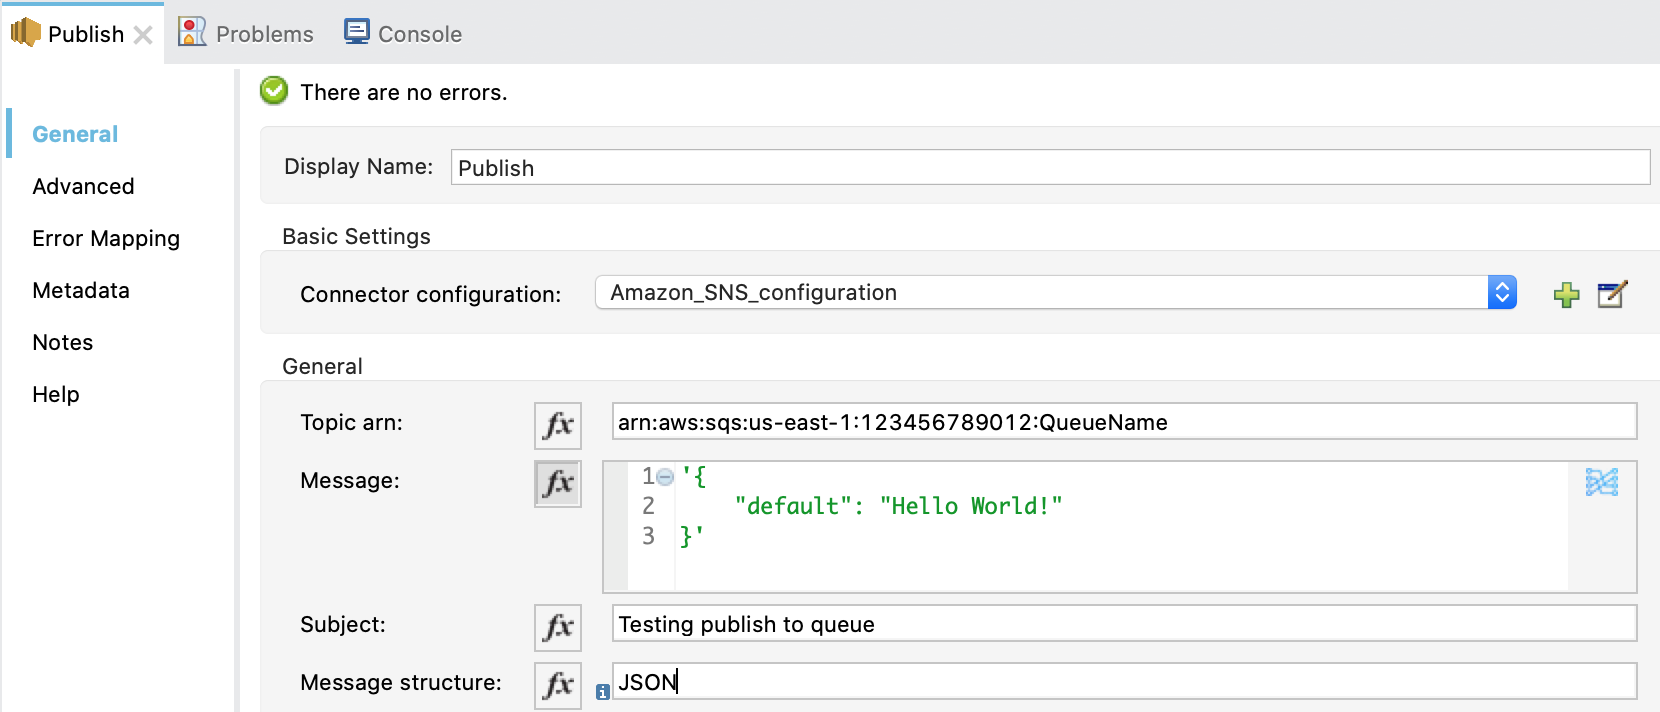 Publish Problems Console
There are no errors.
General
Advanced
Error Mapping
Metadata
Notes
Help
Display Name: Publish
Basic Settings
Connector configuration: Amazon_SNS_configuration
General
Topic arn: fx arn:aws:sqs:us-east-1:123456789012:QueueName
Message: fx 1 '{
2 "default": "Hello World!"
3 }'
Subject: fx Testing publish to queue
Message structure: fx i JSON